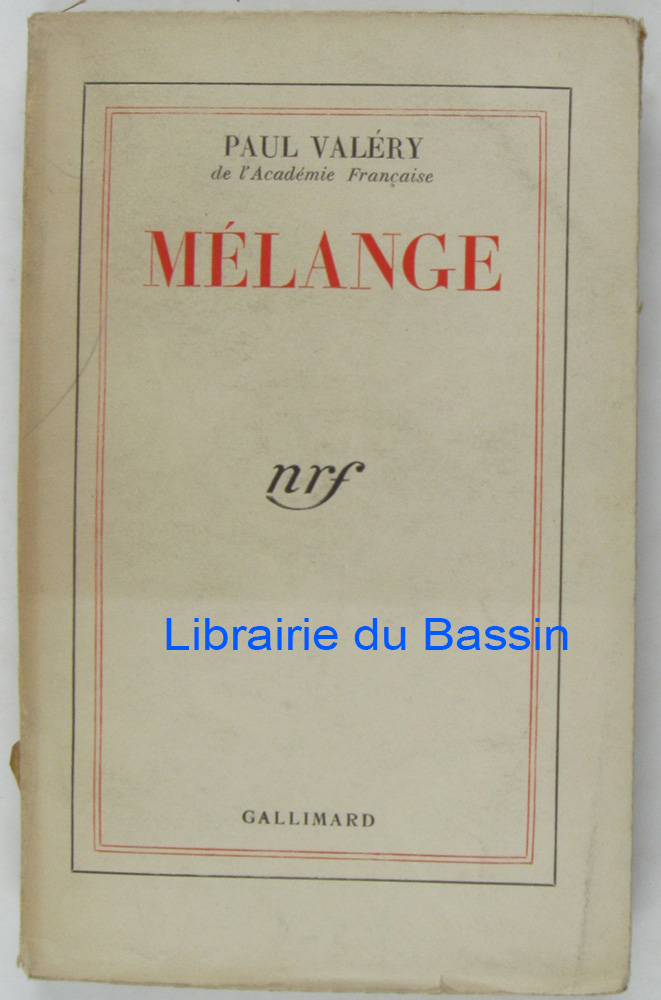 PAUL VALÉRY
de l'Académie Française
MÉLANGE
nrf
Librairie du Bassin
GALLIMARD